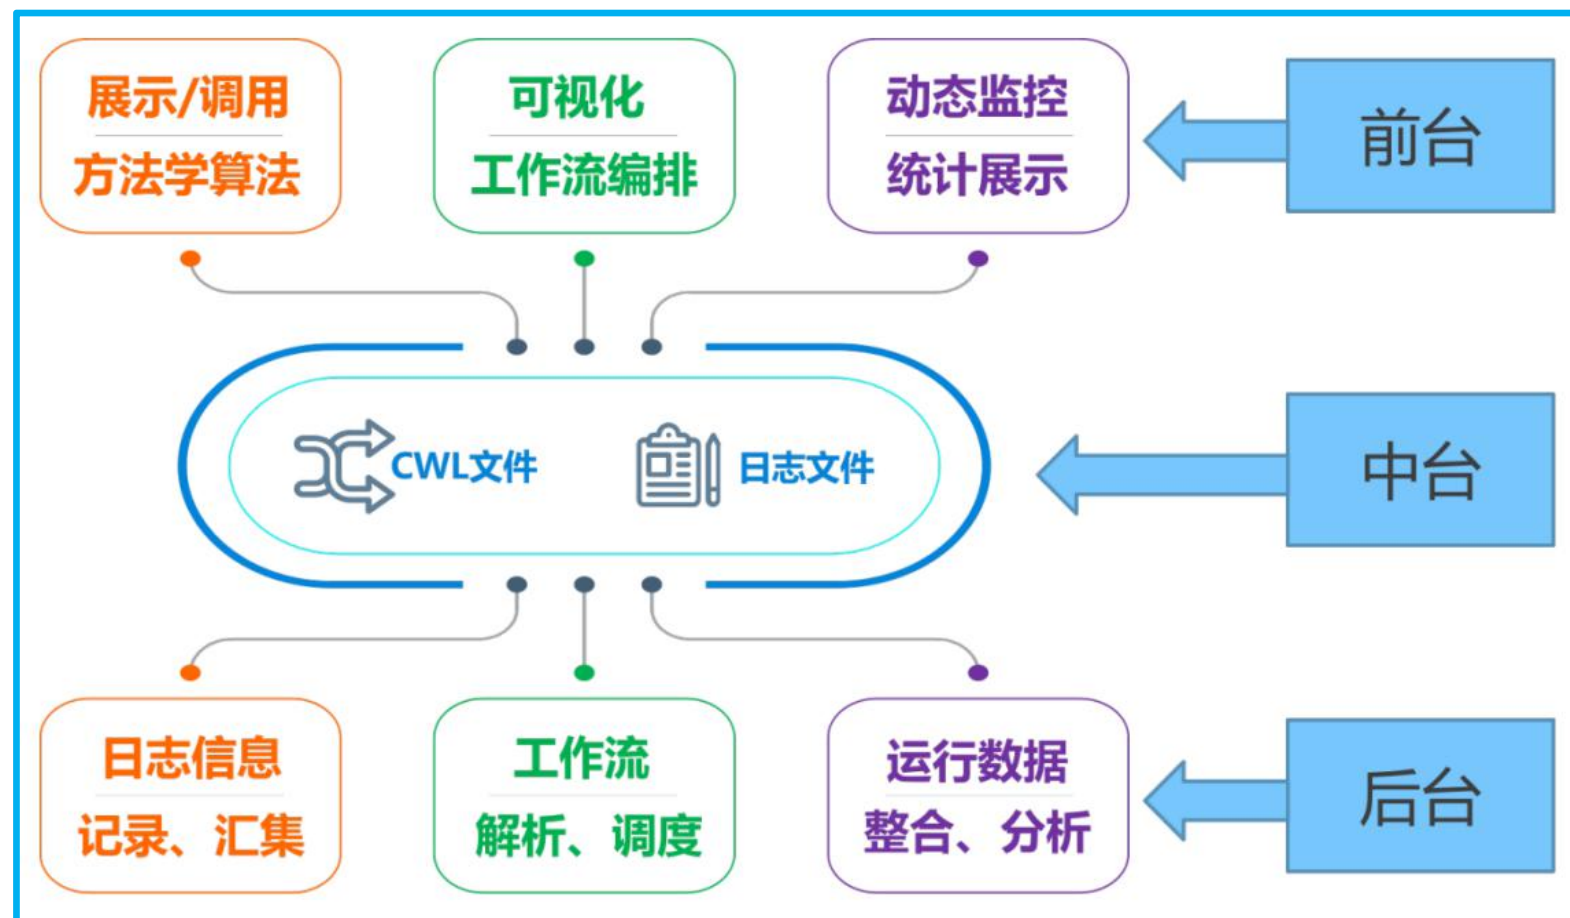 展示/调用
方法学算法
可视化
工作流编排
动态监控
统计展示
前台
CWL文件
日志文件
中台
日志信息
记录、汇集
工作流
解析、调度
运行数据
整合、分析
后台